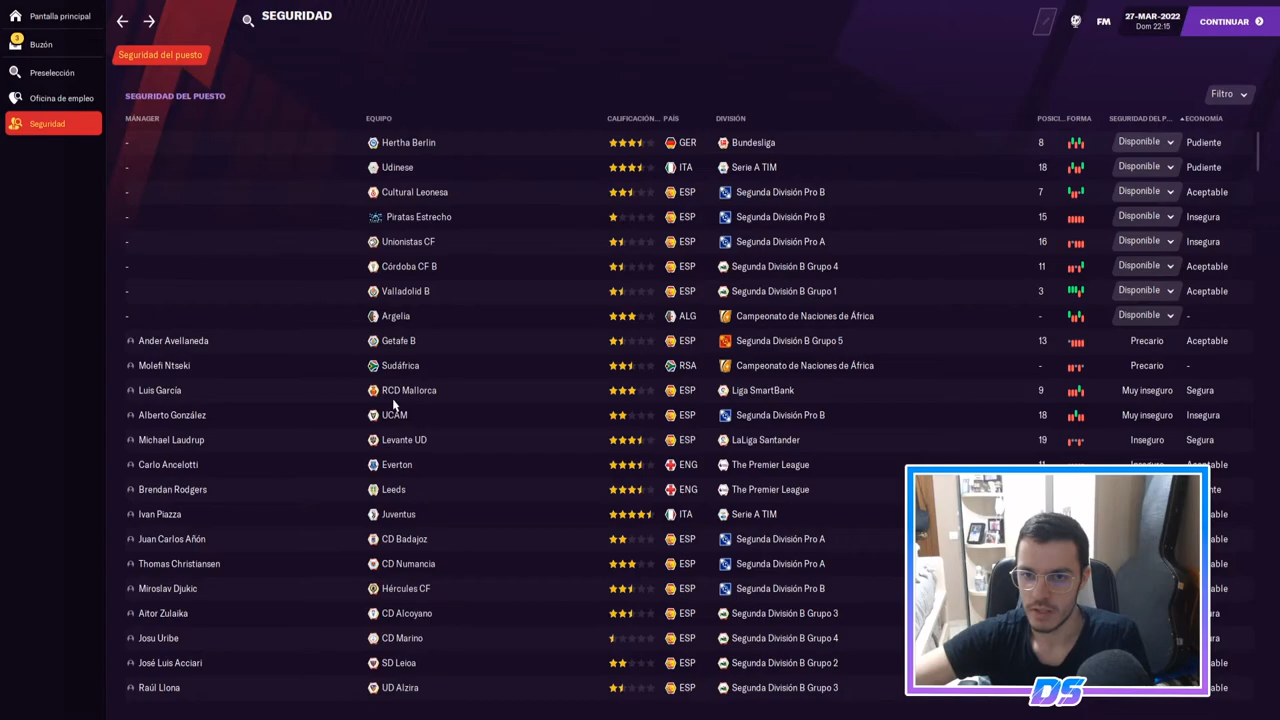 Pantalla principal
3
Buzón
Preselección
Oficina de empleo
Seguridad
SEGURIDAD
FM
27-MAR-2022
Dom 22:15
CONTINUAR
Seguridad del puesto
SEGURIDAD DEL PUESTO
Filtro
MÁNAGER EQUIPO CALIFICACIÓN... PAÍS DIVISIÓN POSICI... FORMA SEGURIDAD DEL P... ECONOMÍA
- Hertha Berlín GER Bundesliga 8 Disponible Pudiente
- Udinese ITA Serie A TIM 18 Disponible Pudiente
- Cultural Leonesa ESP Segunda División Pro B 7 Disponible Aceptable
- Piratas Estrecho ESP Segunda División Pro B 15 Disponible Insegura
- Unionistas CF ESP Segunda División Pro A 16 Disponible Insegura
- Córdoba CF B ESP Segunda División B Grupo 4 11 Disponible Aceptable
- Valladolid B ESP Segunda División B Grupo 1 3 Disponible Aceptable
- Argelia ALG Campeonato de Naciones de África - Disponible -
Ander Avellaneda Getafe B ESP Segunda División B Grupo 5 13 Precario Aceptable
Molefi Ntseki Sudáfrica RSA Campeonato de Naciones de África - Precario -
Luis García RCD Mallorca ESP Liga SmartBank 9 Muy inseguro Segura
Alberto González UCAM ESP Segunda División Pro B 18 Muy inseguro Insegura
Michael Laudrup Levante UD ESP LaLiga Santander 19 Inseguro Segura
Carlo Ancelotti Everton ENG The Premier League
Brendan Rodgers Leeds ENG The Premier League
Ivan Piazza Juventus ITA Serie A TIM
Juan Carlos Añón CD Badajoz ESP Segunda División Pro A
Thomas Christiansen CD Numancia ESP Segunda División Pro A
Miroslav Djukic Hércules CF ESP Segunda División Pro B
Aitor Zulaika CD Alcoyano ESP Segunda División B Grupo 3
Josu Uribe CD Marino ESP Segunda División B Grupo 4
José Luis Acciari SD Leioa ESP Segunda División B Grupo 2
Raúl Llona UD Alzira ESP Segunda División B Grupo 3
DS